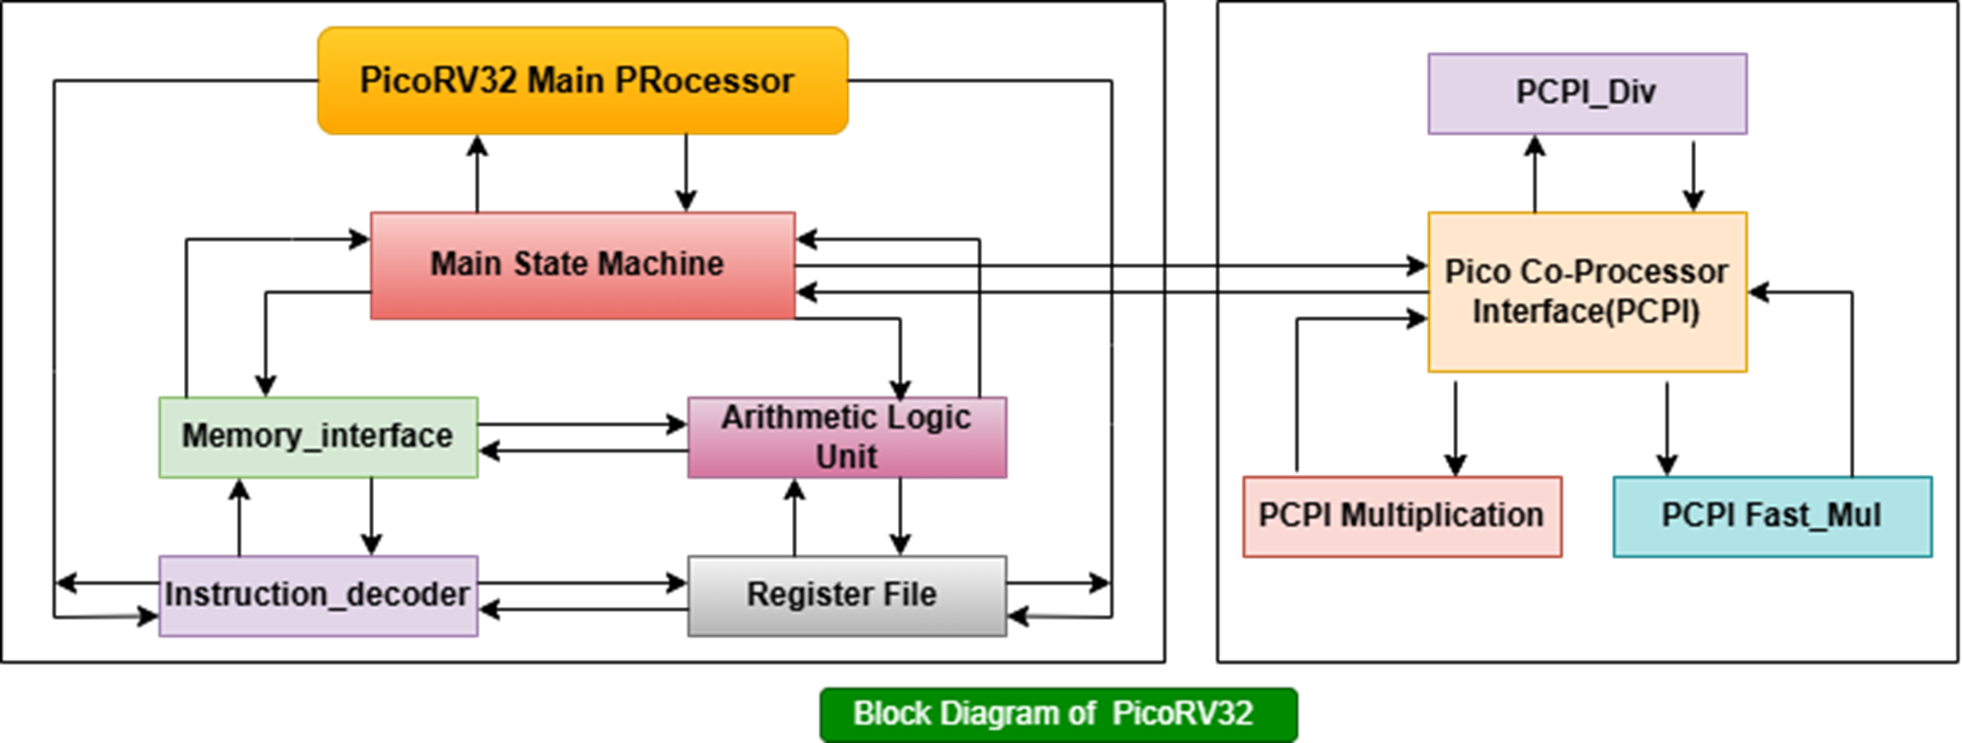 PicoRV32 Main PRocessor
Main State Machine
Memory_interface
Arithmetic Logic
Unit
Instruction_decoder
Register File
PCPI_Div
Pico Co-Processor
Interface(PCPI)
PCPI Multiplication
PCPI Fast_Mul
Block Diagram of PicoRV32